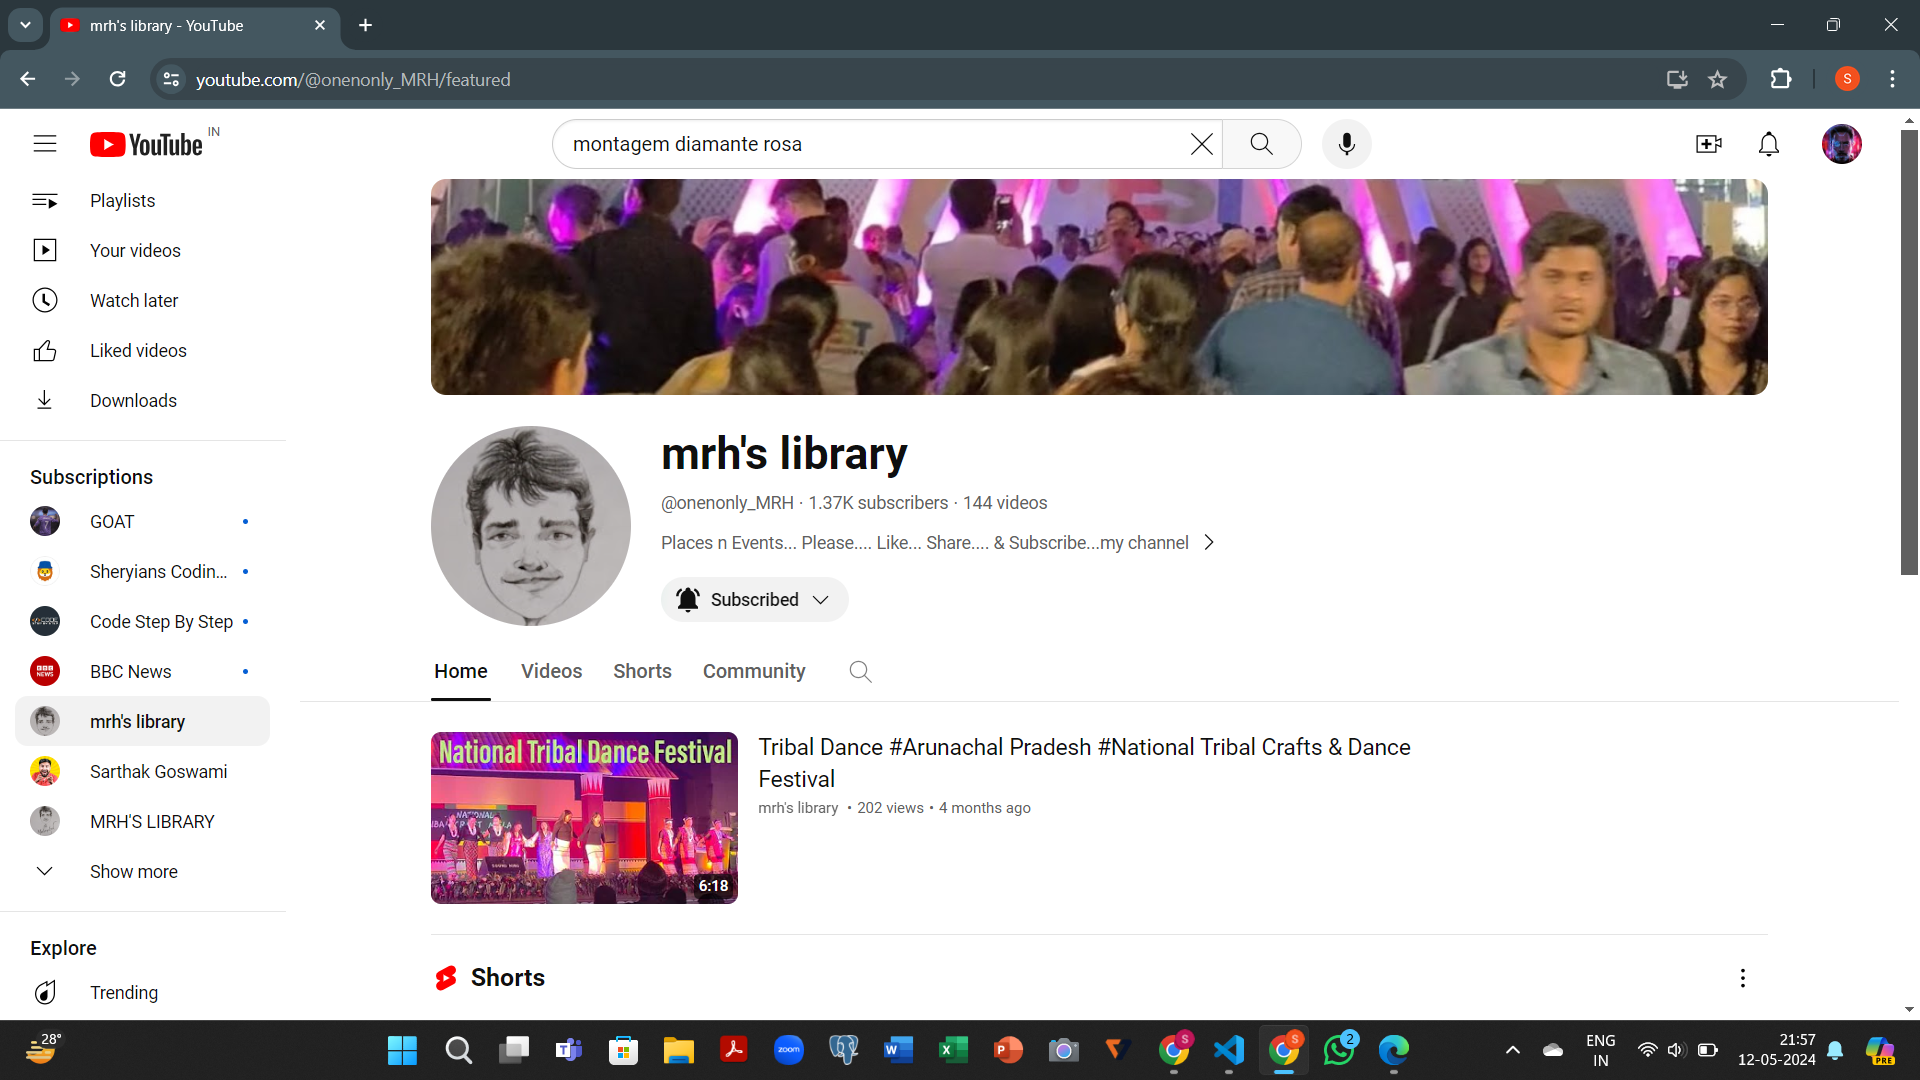 mrh's library - YouTube
youtube.com/@onenonly_MRH/featured
S
YouTube IN
montagem diamante rosa
Playlists
Your videos
Watch later
Liked videos
Downloads
Subscriptions
GOAT
Sheryians Codin...
Code Step By Step
BBC News
mrh's library
Sarthak Goswami
MRH'S LIBRARY
Show more
Explore
Trending
mrh's library
@onenonly_MRH · 1.37K subscribers · 144 videos
Places n Events... Please.... Like... Share.... & Subscribe...my channel
Subscribed
Home Videos Shorts Community
National Tribal Dance Festival
NATIONAL
6:18
Tribal Dance #Arunachal Pradesh #National Tribal Crafts & Dance
Festival
mrh's library • 202 views • 4 months ago
Shorts
28°
zoom
S
S
2
ENG
IN
21:57
12-05-2024
PRE